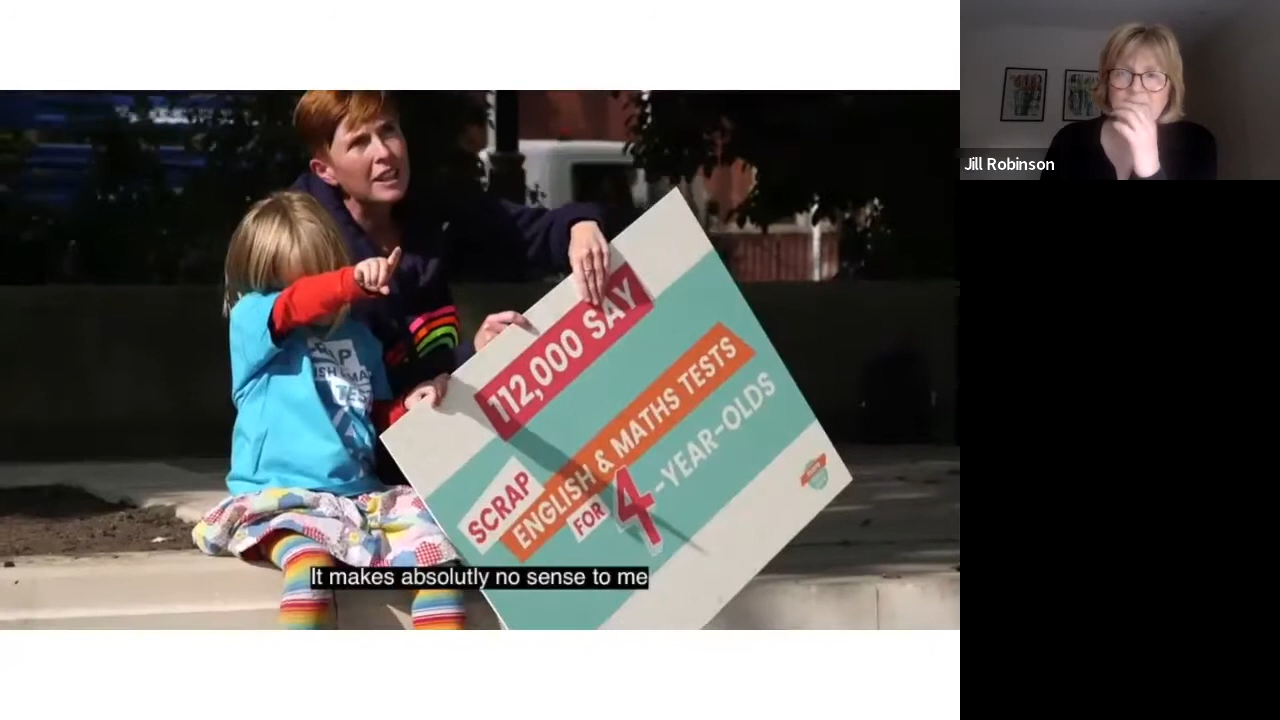 Jill Robinson
112,000 SAY
SCRAP
ENGLISH & MATHS TESTS
FOR 4-YEAR-OLDS
It makes absolutly no sense to me